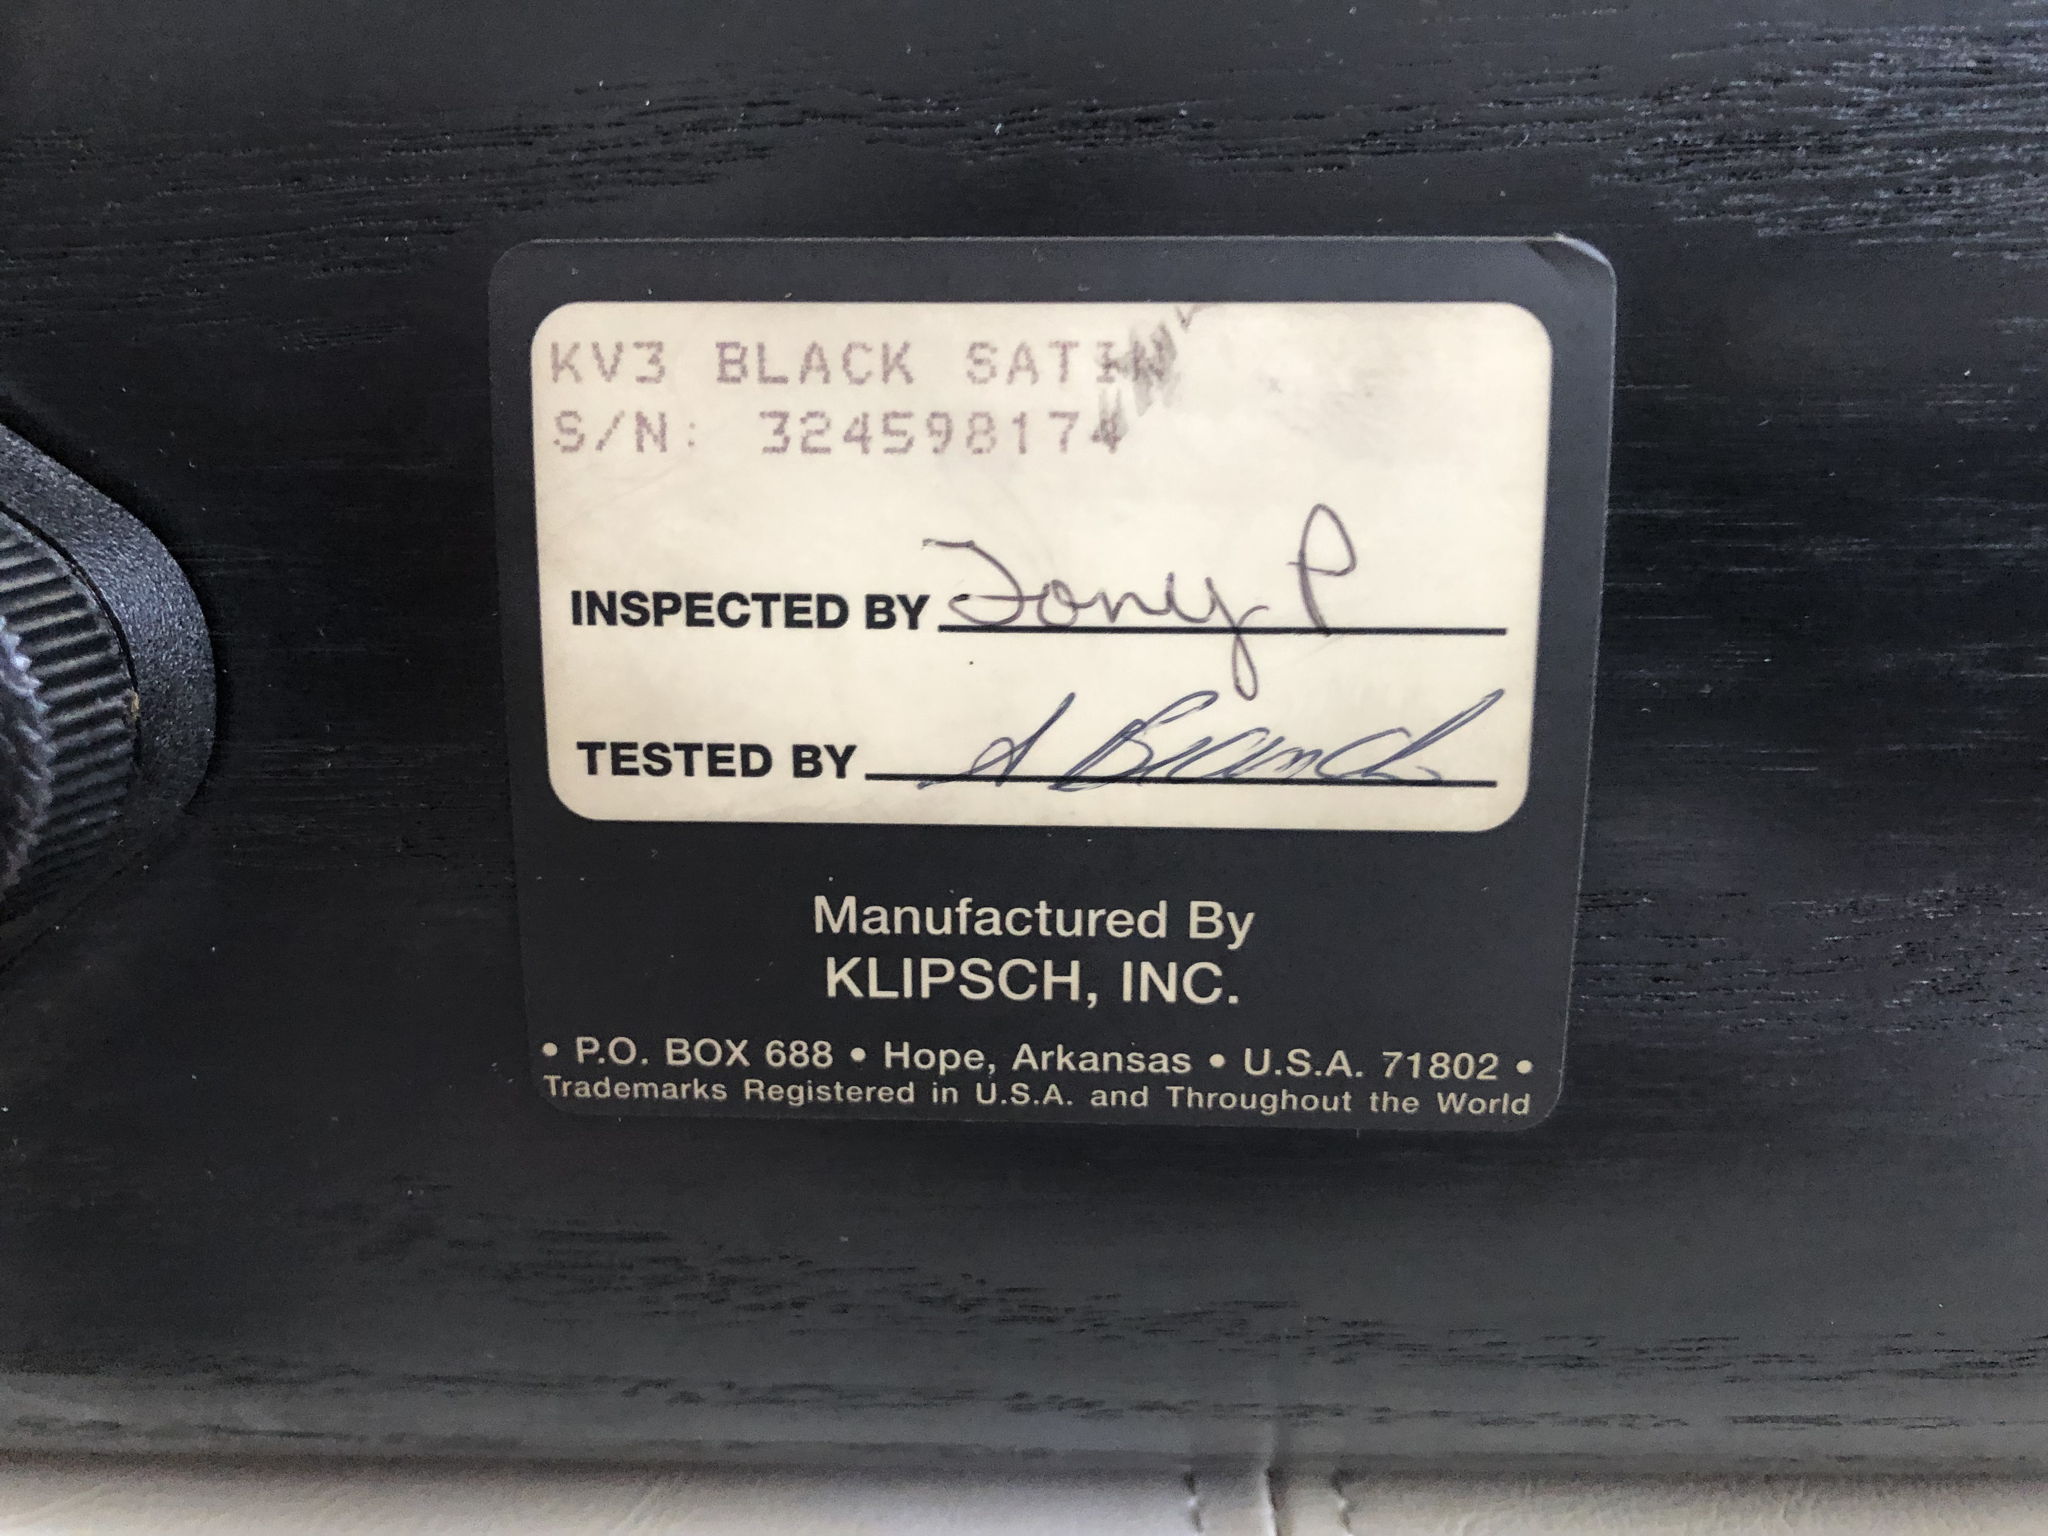 KV3 BLACK SATIN
S/N: 324598174
INSPECTED BY Tony P
TESTED BY A Branch
Manufactured By
KLIPSCH, INC.
• P.O. BOX 688 • Hope, Arkansas • U.S.A. 71802 •
Trademarks Registered in U.S.A. and Throughout the World